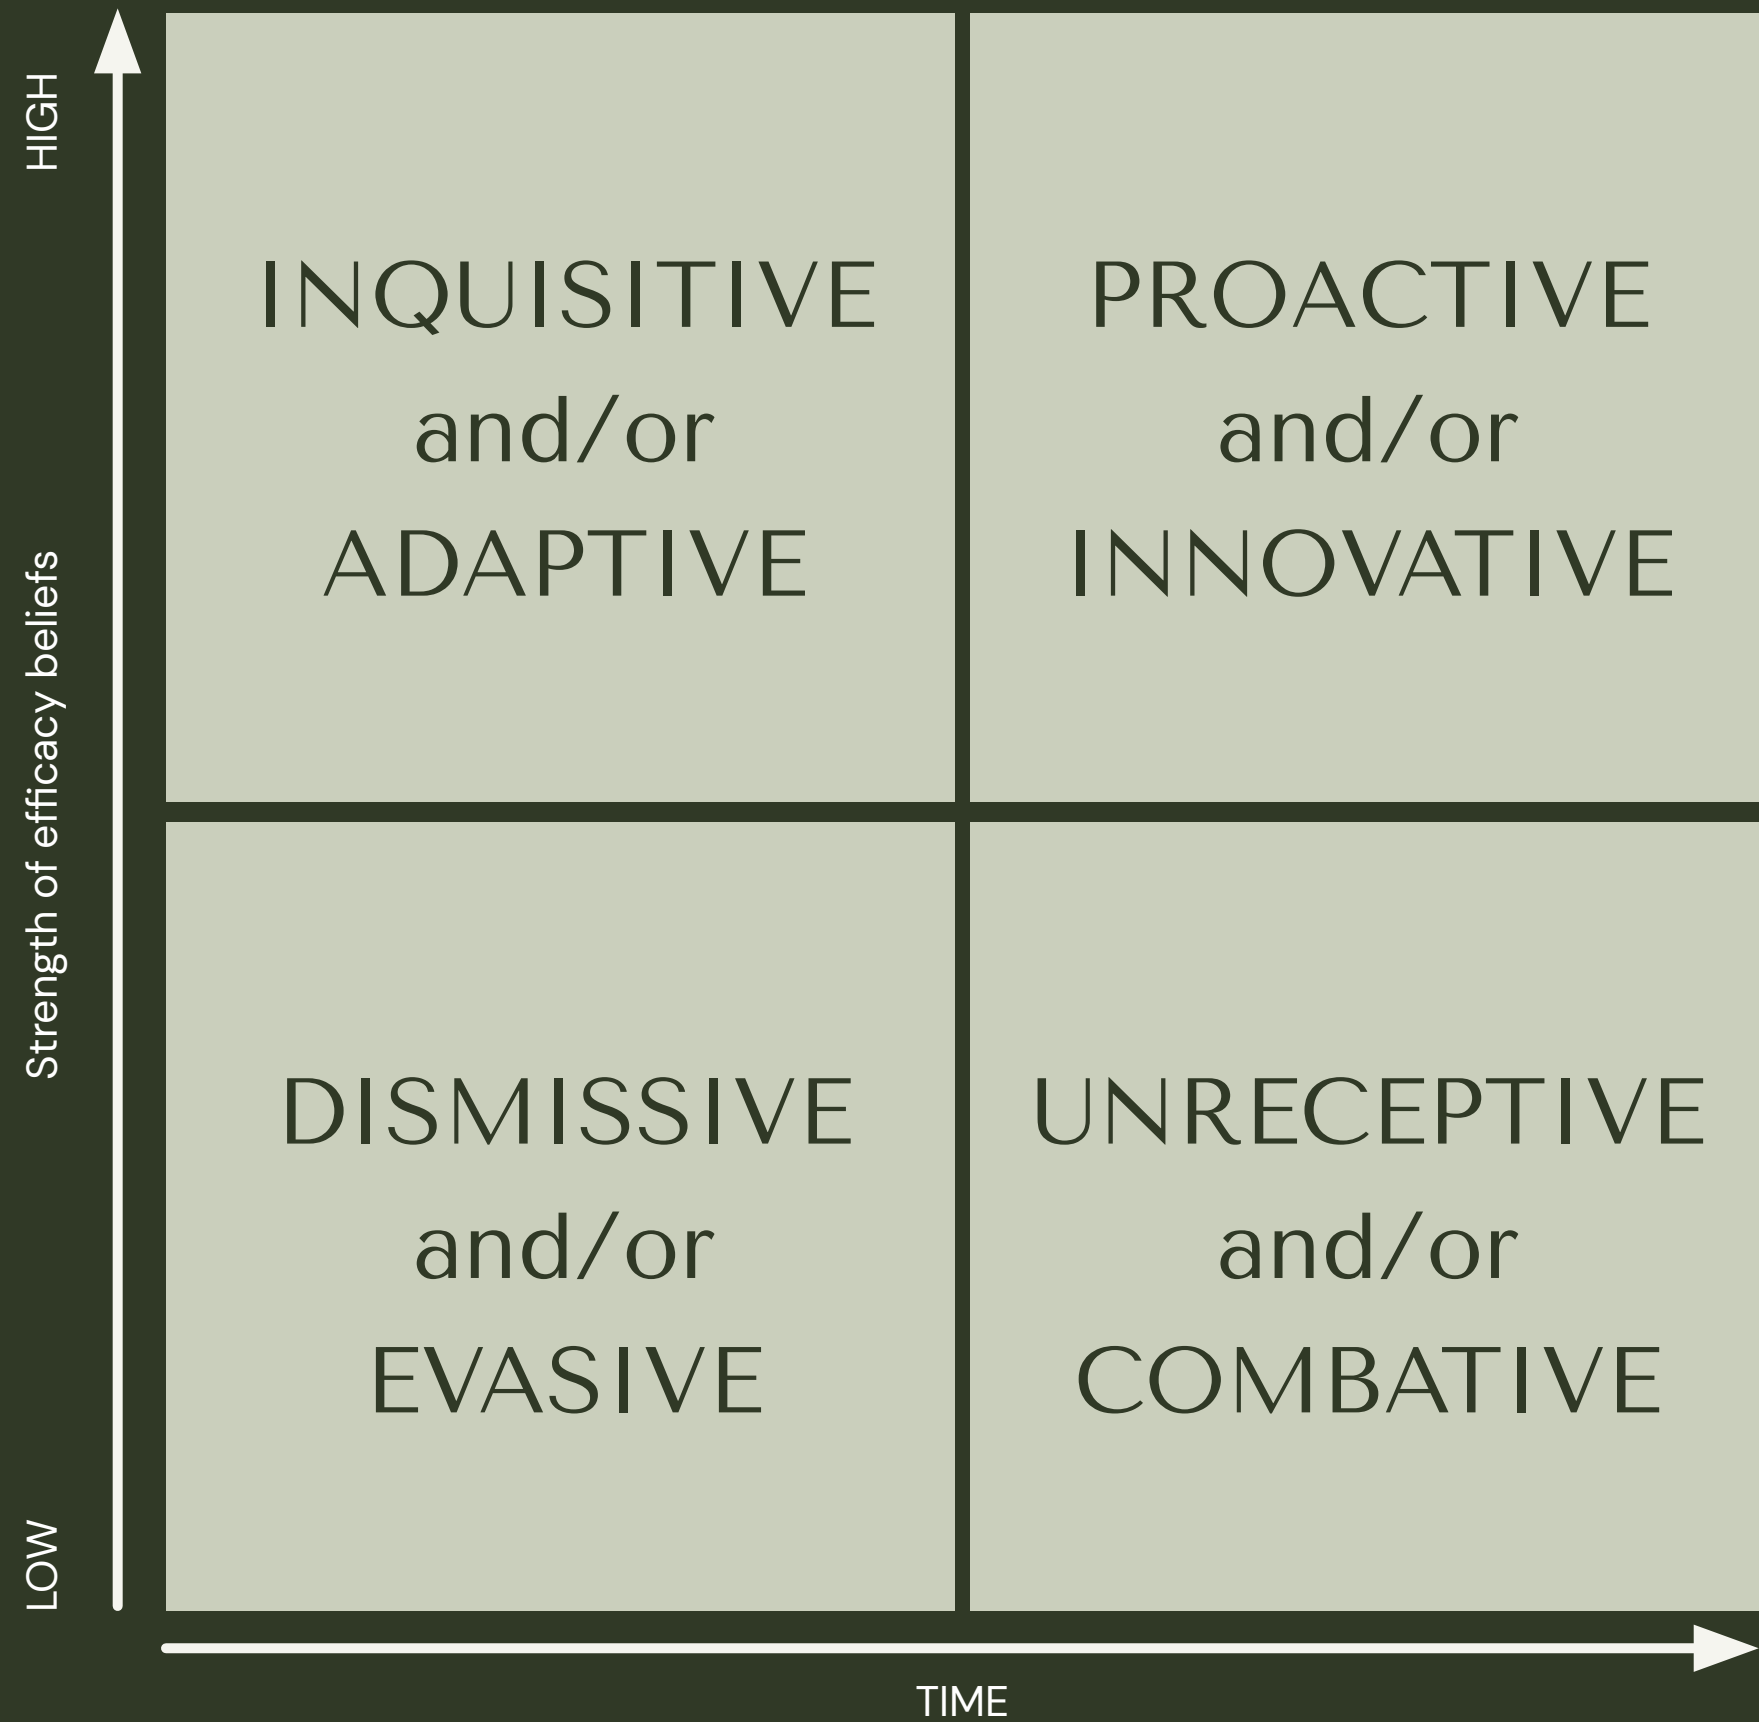 HIGH
INQUISITIVE
and/or
ADAPTIVE
PROACTIVE
and/or
INNOVATIVE
Strength of efficacy beliefs
DISMISSIVE
and/or
EVASIVE
UNRECEPTIVE
and/or
COMBATIVE
LOW
TIME